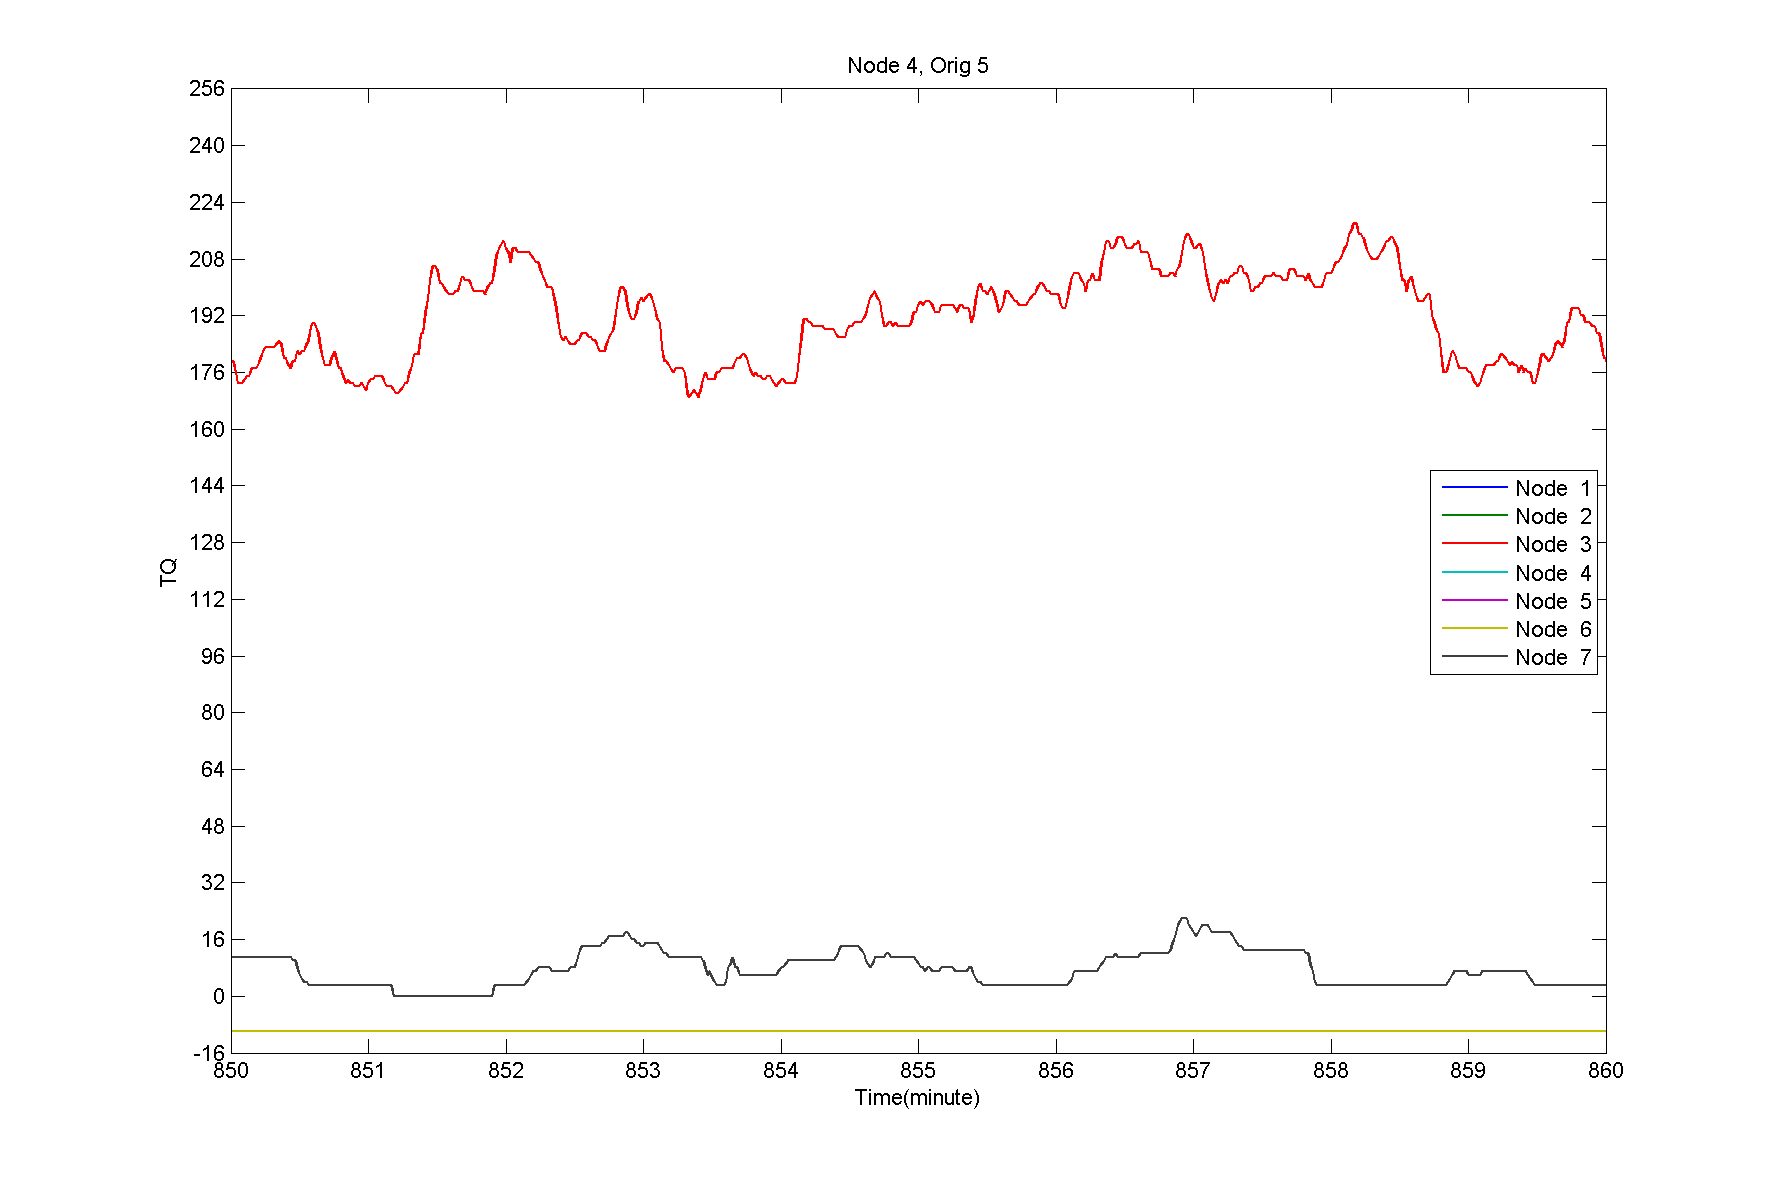 Node 4, Orig 5
256
240
224
208
192
176
160
144
128
112
96
80
64
48
32
16
0
-16
TQ
Node 1
Node 2
Node 3
Node 4
Node 5
Node 6
Node 7
850 851 852 853 854 855 856 857 858 859 860
Time(minute)